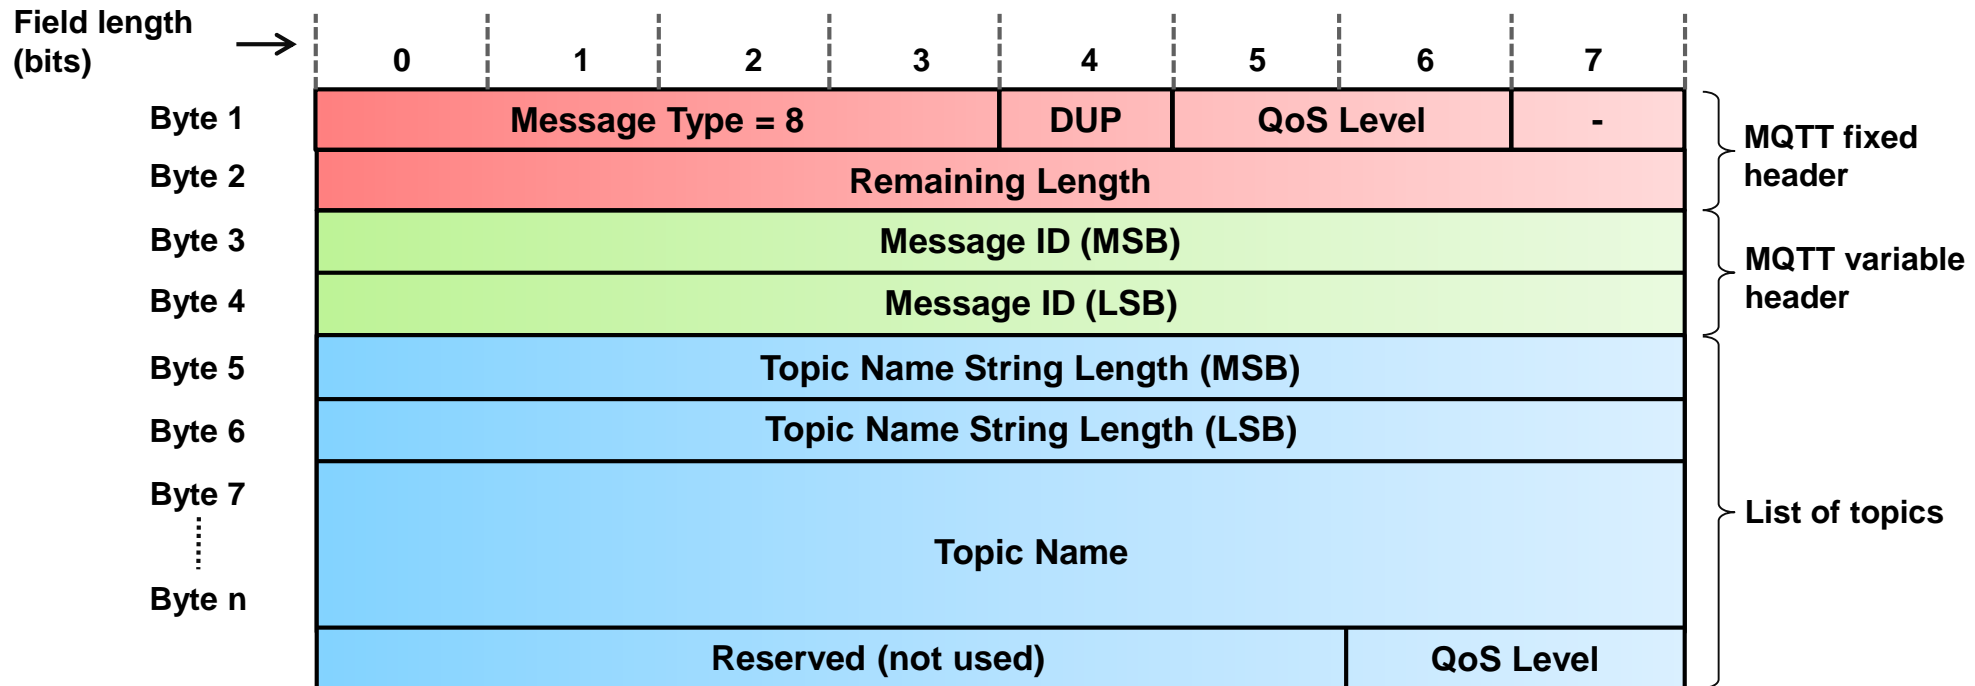 Field length
(bits)
0 1 2 3 4 5 6 7
Byte 1 Message Type = 8 DUP QoS Level -
MQTT fixed
header
Byte 2 Remaining Length
Byte 3 Message ID (MSB)
MQTT variable
header
Byte 4 Message ID (LSB)
Byte 5 Topic Name String Length (MSB)
Byte 6 Topic Name String Length (LSB)
Byte 7
List of topics
Topic Name
Byte n
Reserved (not used) QoS Level